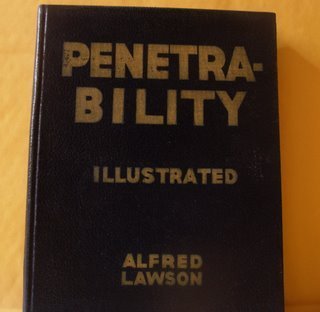 PENETRA-
BILITY
ILLUSTRATED
ALFRED
LAWSON